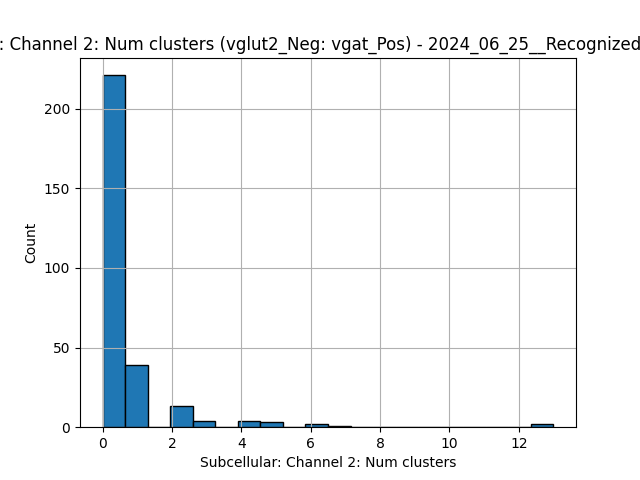 : Channel 2: Num clusters (vglut2_Neg: vgat_Pos) - 2024_06_25__Recognized
200
150
100
50
0
Count
0 2 4 6 8 10 12
Subcellular: Channel 2: Num clusters